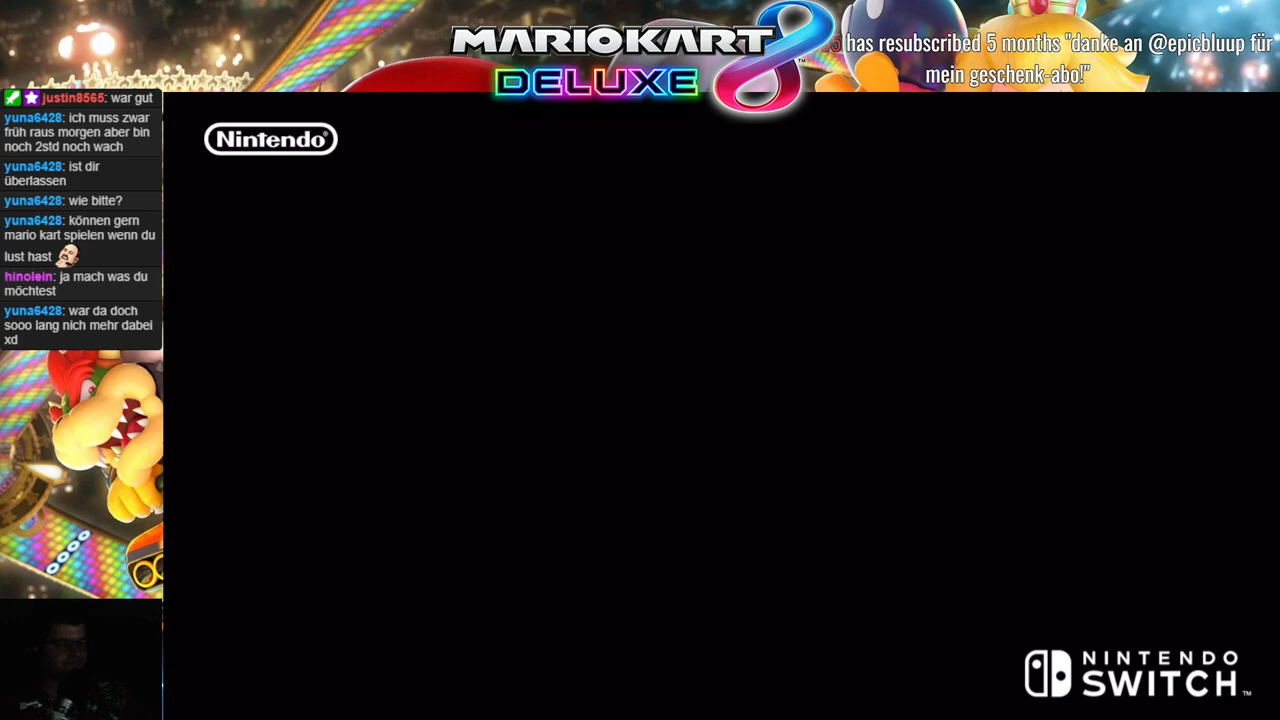 MARIOKART 8
DELUXE
has resubscribed 5 months "danke an @epicbluup für
mein geschenk-abo!"
justin8565: war gut
yuna6428: ich muss zwar
früh raus morgen aber bin
noch 2std noch wach
yuna6428: ist dir
überlassen
yuna6428: wie bitte?
yuna6428: können gern
mario kart spielen wenn du
lust hast
hinolein: ja mach was du
möchtest
yuna6428: war da doch
sooo lang nich mehr dabei
xd
Nintendo®
NINTENDO
SWITCH™